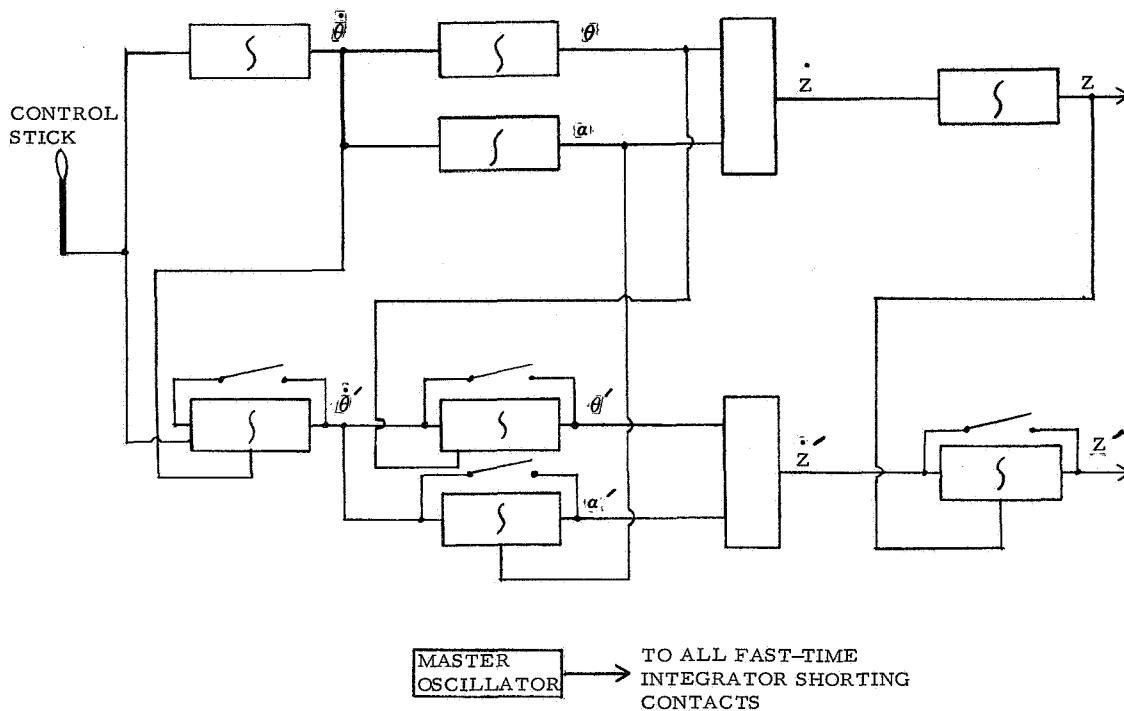 θ̇
θ
ż
z
CONTROL
STICK
α
∫
∫
∫
∫
θ̇′
θ′
ż′
z′
α′
∫
∫
∫
∫
MASTER
OSCILLATOR
TO ALL FAST-TIME
INTEGRATOR SHORTING
CONTACTS